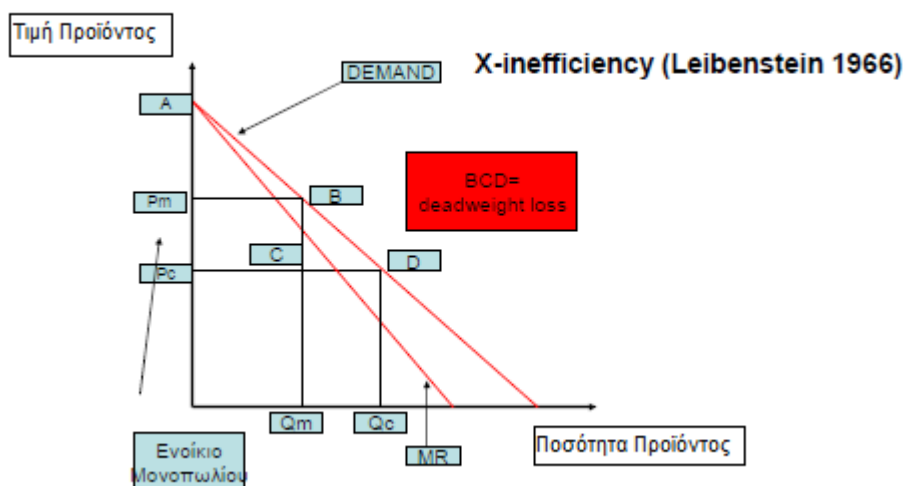 Τιμή Προϊόντος
DEMAND
X-inefficiency (Leibenstein 1966)
A
BCD=
deadweight loss
Pm
B
C
D
Pc
Qm
Qc
Ενοίκιο
Μονοπωλίου
MR
Ποσότητα Προϊόντος